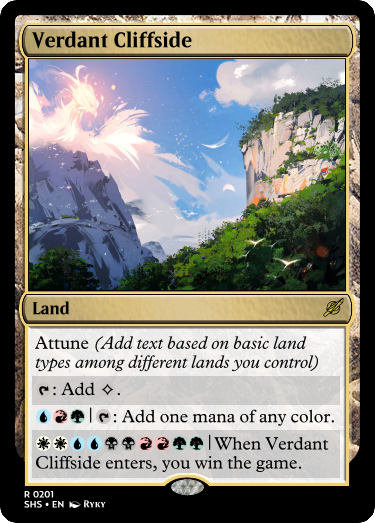 Verdant Cliffside
Land
Attune (Add text based on basic land
types among different lands you control)
: Add .
| : Add one mana of any color.
| When Verdant
Cliffside enters, you win the game.
R 0201
SHS • EN RYKY